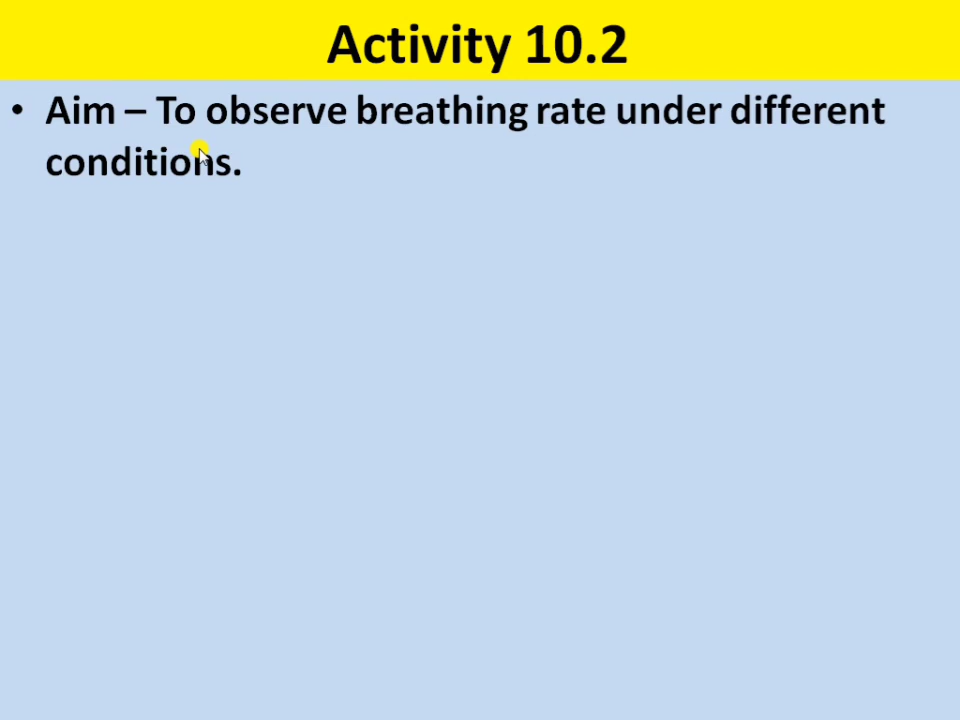 Activity 10.2
• Aim – To observe breathing rate under different
conditions.